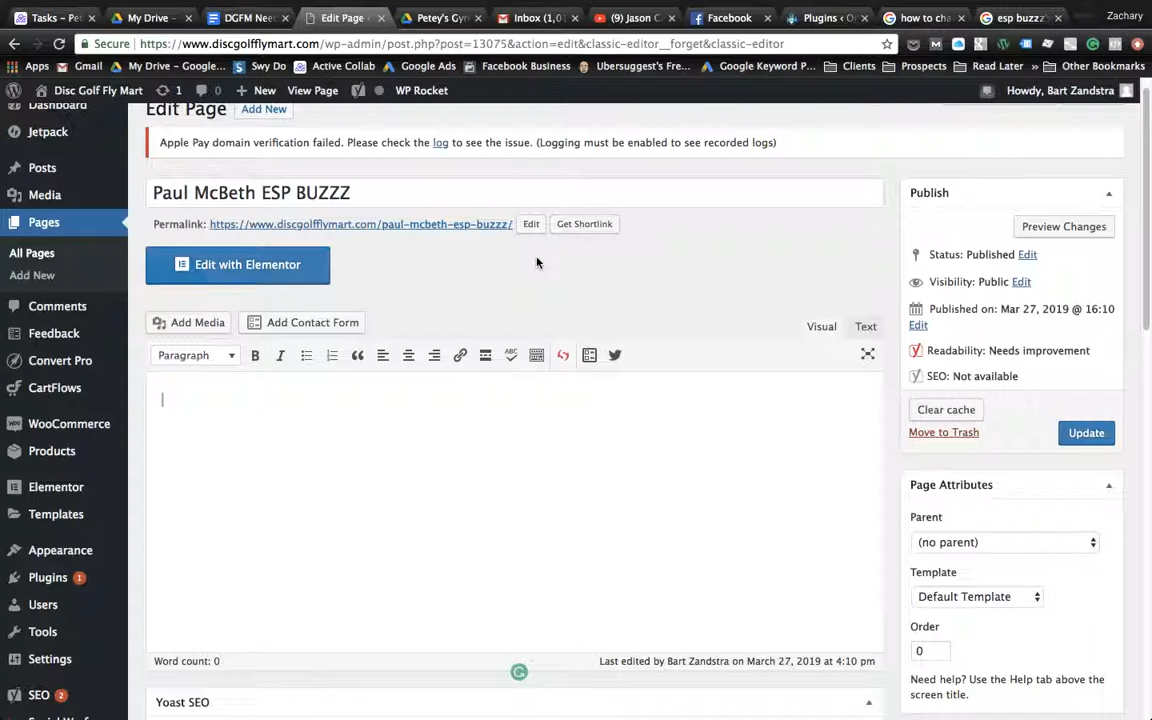 Tasks - Pet
My Drive -
DGFM Nee
Edit Page
Petey's Gyr
Inbox (1,0
(9) Jason C
Facebook
Plugins ‹ O
how to cha
esp buzz'
Zachary
Secure | https://www.discgolfflymart.com/wp-admin/post.php?post=13075&action=edit&classic-editor__forget&classic-editor
Apps Gmail My Drive - Google... Swy Do Active Collab Google Ads Facebook Business Ubersuggest's Fre... Google Keyword P... Clients Prospects Read Later » Other Bookmarks
Disc Golf Fly Mart 1 0 + New View Page WP Rocket Howdy, Bart Zandstra
Dashboard
Jetpack
Posts
Media
Pages
All Pages
Add New
Comments
Feedback
Convert Pro
CartFlows
WooCommerce
Products
Elementor
Templates
Appearance
Plugins 1
Users
Tools
Settings
SEO 2
Edit Page Add New
Apple Pay domain verification failed. Please check the log to see the issue. (Logging must be enabled to see recorded logs)
Paul McBeth ESP BUZZZ
Permalink: https://www.discgolfflymart.com/paul-mcbeth-esp-buzzz/ Edit Get Shortlink
Edit with Elementor
Add Media Add Contact Form
Visual Text
Paragraph
B I ABC
Word count: 0 Last edited by Bart Zandstra on March 27, 2019 at 4:10 pm
Yoast SEO
Publish
Preview Changes
Status: Published Edit
Visibility: Public Edit
Published on: Mar 27, 2019 @ 16:10
Edit
Readability: Needs improvement
SEO: Not available
Clear cache
Move to Trash Update
Page Attributes
Parent
(no parent)
Template
Default Template
Order
0
Need help? Use the Help tab above the
screen title.